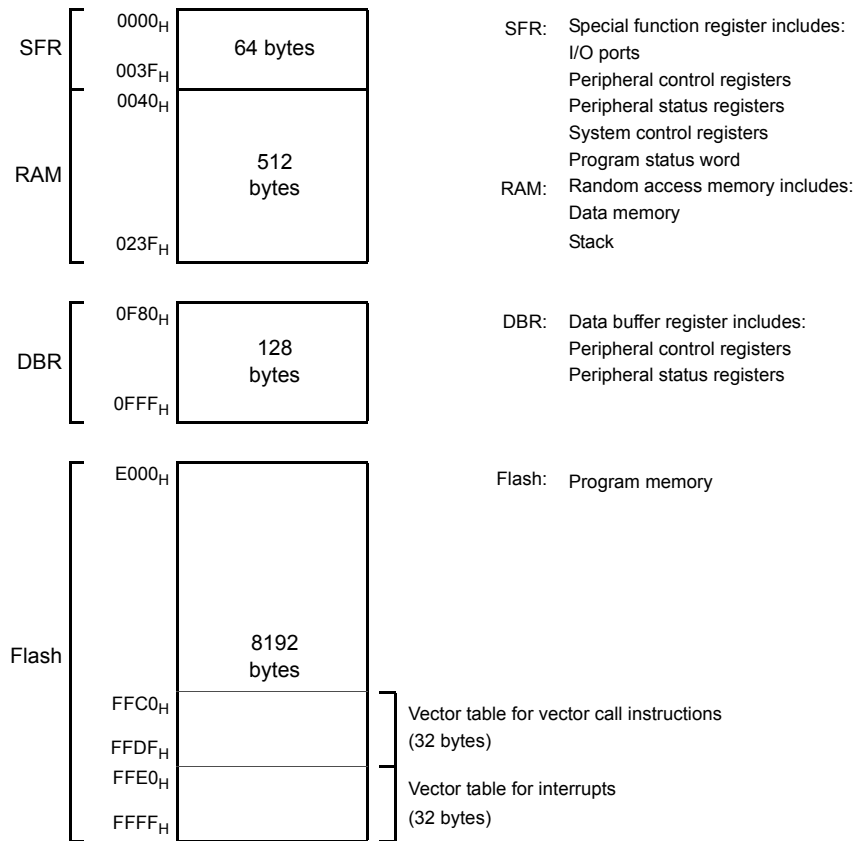 SFR
0000H
64 bytes
003FH
RAM
0040H
512
bytes
023FH
SFR: Special function register includes:
I/O ports
Peripheral control registers
Peripheral status registers
System control registers
Program status word
RAM: Random access memory includes:
Data memory
Stack
DBR
0F80H
128
bytes
0FFFH
DBR: Data buffer register includes:
Peripheral control registers
Peripheral status registers
Flash
E000H
8192
bytes
Flash: Program memory
FFC0H
FFDFH
Vector table for vector call instructions
(32 bytes)
FFE0H
FFFFH
Vector table for interrupts
(32 bytes)